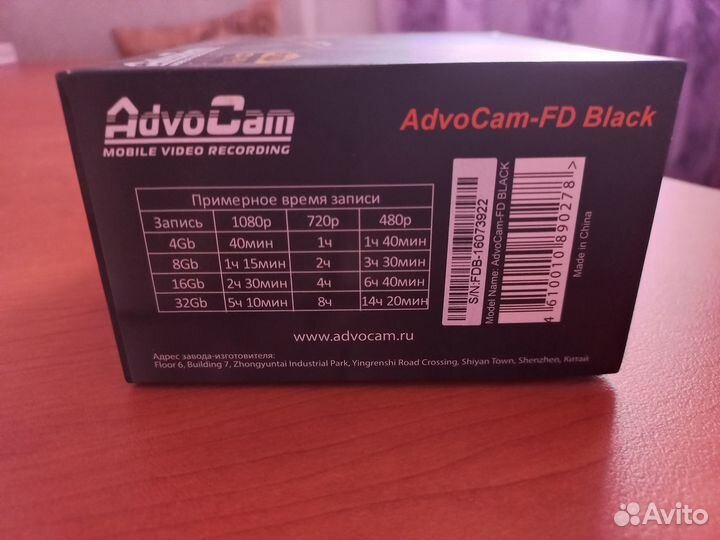 AdvoCam
MOBILE VIDEO RECORDING
AdvoCam-FD Black
Примерное время записи
Запись 1080p 720p 480p
4Gb 40мин 1ч 1ч 40мин
8Gb 1ч 15мин 2ч 3ч 30мин
16Gb 2ч 30мин 4ч 6ч 40мин
32Gb 5ч 10мин 8ч 14ч 20мин
www.advocam.ru
Адрес завода-изготовителя:
Floor 6, Building 7, Zhongyuntai Industrial Park, Yingrenshi Road Crossing, Shiyan Town, Shenzhen, Китай
S/N:FDB-16073922
Model Name: AdvoCam-FD BLACK
4 610010 890278 >
Made in China
Avito